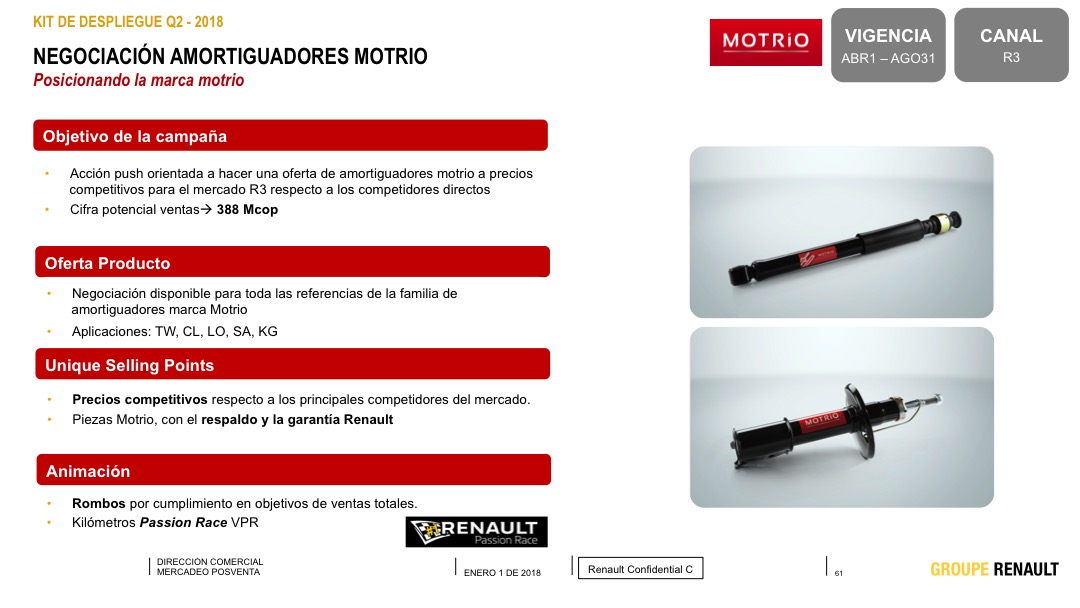 KIT DE DESPLIEGUE Q2 - 2018
NEGOCIACIÓN AMORTIGUADORES MOTRIO
Posicionando la marca motrio
MOTRiO
VIGENCIA
ABR1 – AGO31
CANAL
R3
Objetivo de la campaña
• Acción push orientada a hacer una oferta de amortiguadores motrio a precios
competitivos para el mercado R3 respecto a los competidores directos
• Cifra potencial ventas→ 388 Mcop
Oferta Producto
• Negociación disponible para toda las referencias de la familia de
amortiguadores marca Motrio
• Aplicaciones: TW, CL, LO, SA, KG
Unique Selling Points
• Precios competitivos respecto a los principales competidores del mercado.
• Piezas Motrio, con el respaldo y la garantía Renault
Animación
• Rombos por cumplimiento en objetivos de ventas totales.
• Kilómetros Passion Race VPR
RENAULT
Passion Race
MOTRiO
DIRECCIÓN COMERCIAL
MERCADEO POSVENTA
ENERO 1 DE 2018
Renault Confidential C
61
GROUPE RENAULT